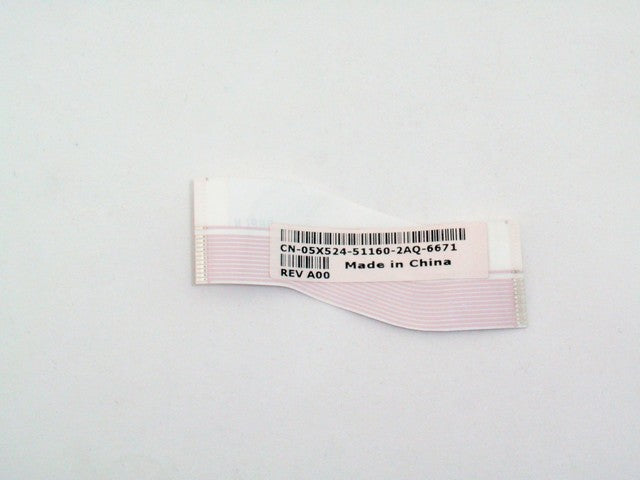 CN-05X524-51160-2AQ-6671
REV A00 Made in China